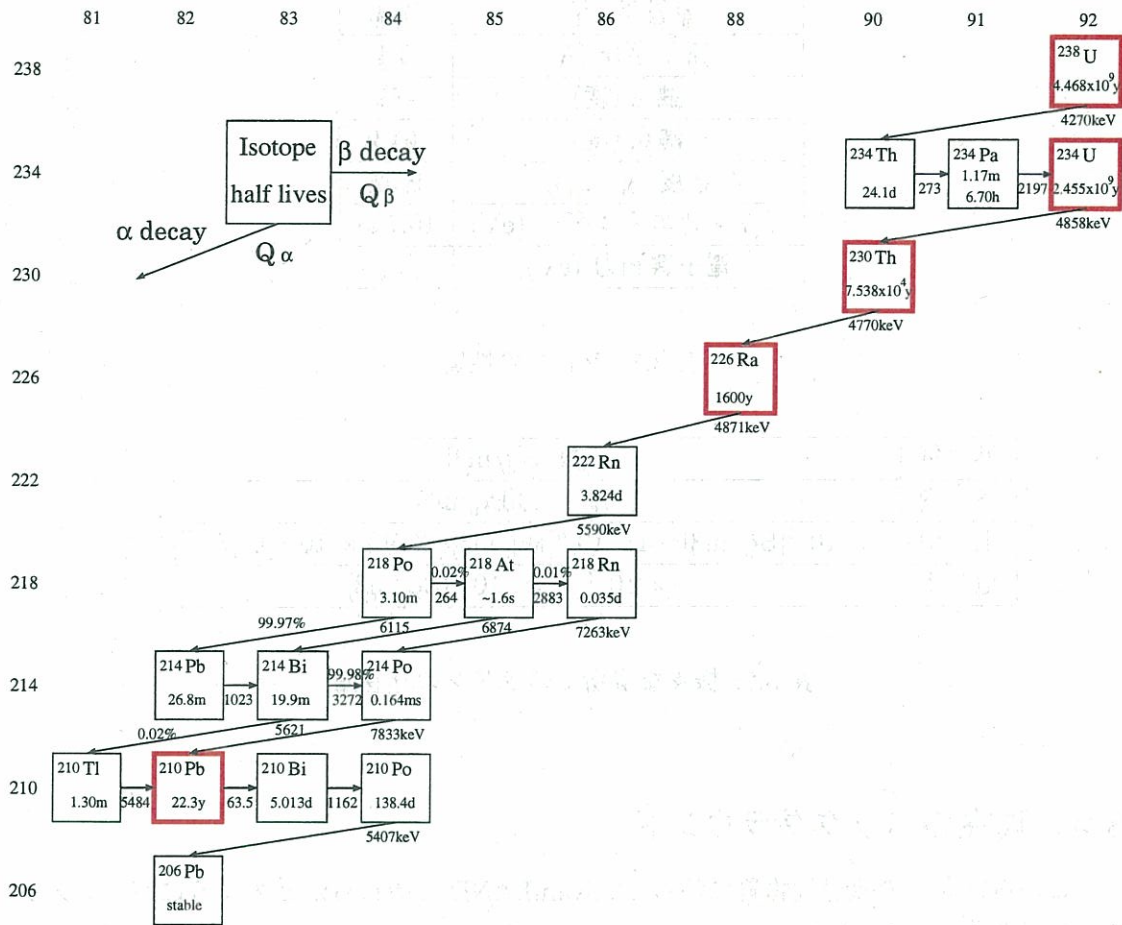 81 82 83 84 85 86 88 90 91 92
238
²³⁸U
4.468x10⁹y
4270keV
Isotope
half lives
β decay
Qβ
α decay
Qα
234
²³⁴Th
24.1d
273
²³⁴Pa
1.17m
6.70h
2197
²³⁴U
2.455x10⁹y
4858keV
230
²³⁰Th
7.538x10⁴y
4770keV
226
²²⁶Ra
1600y
4871keV
222
²²²Rn
3.824d
5590keV
218
²¹⁸Po
3.10m
0.02%
264
²¹⁸At
~1.6s
0.01%
2883
²¹⁸Rn
0.035d
99.97%
6115
6874
7263keV
214
²¹⁴Pb
26.8m
1023
²¹⁴Bi
19.9m
99.98%
3272
²¹⁴Po
0.164ms
0.02%
5621
7833keV
210
²¹⁰Tl
1.30m
5484
²¹⁰Pb
22.3y
63.5
²¹⁰Bi
5.013d
1162
²¹⁰Po
138.4d
5407keV
206
²⁰⁶Pb
stable